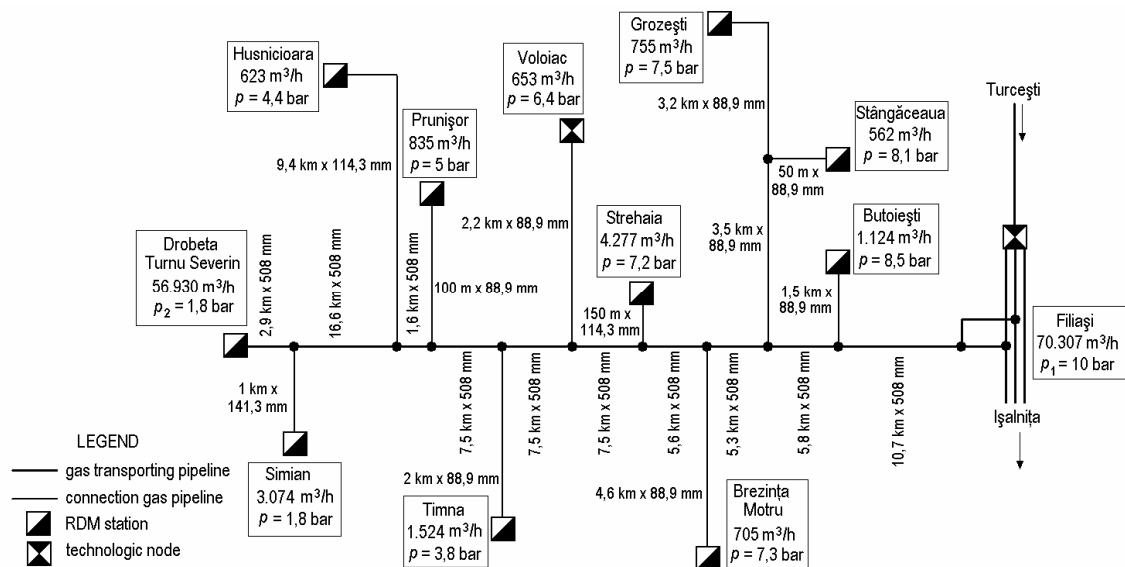 Grozeşti
755 m³/h
p = 7,5 bar
Husnicioara
623 m³/h
p = 4,4 bar
Voloiac
653 m³/h
p = 6,4 bar
Turceşti
3,2 km x 88,9 mm
Stângăceaua
562 m³/h
p = 8,1 bar
Prunişor
835 m³/h
p = 5 bar
9,4 km x 114,3 mm
50 m x
88,9 mm
2,2 km x 88,9 mm
Strehaia
4.277 m³/h
p = 7,2 bar
3,5 km x
88,9 mm
Butoieşti
1.124 m³/h
p = 8,5 bar
Drobeta
Turnu Severin
56.930 m³/h
p₂ = 1,8 bar
2,9 km x 508 mm
16,6 km x 508 mm
1,6 km x 508 mm
100 m x 88,9 mm
150 m x
114,3 mm
1,5 km x
88,9 mm
Filiaşi
70.307 m³/h
p₁ = 10 bar
1 km x
141,3 mm
7,5 km x 508 mm
7,5 km x 508 mm
7,5 km x 508 mm
5,6 km x 508 mm
5,3 km x 508 mm
5,8 km x 508 mm
10,7 km x 508 mm
Işalniţa
LEGEND
gas transporting pipeline
connection gas pipeline
RDM station
technologic node
Simian
3.074 m³/h
p = 1,8 bar
2 km x 88,9 mm
Timna
1.524 m³/h
p = 3,8 bar
4,6 km x 88,9 mm
Brezinţa
Motru
705 m³/h
p = 7,3 bar